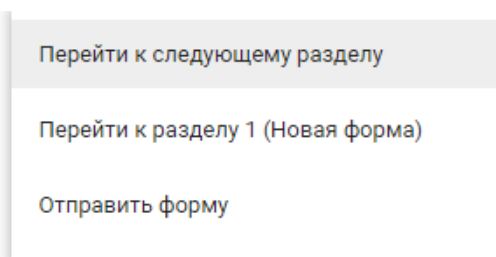 Перейти к следующему разделу
Перейти к разделу 1 (Новая форма)
Отправить форму